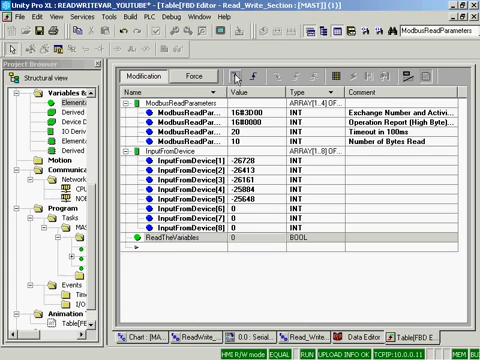 Unity Pro XL : READWRITEVAR_YOUTUBE* - [Table[FBD Editor - Read_Write_Section : [MAST]] (1)]
File Edit View Services Tools Build PLC Debug Window Help
ModbusReadParameters
Project Browser
Structural view
Variables &
Elementa
Derived
Device D
IO Derive
Elementa
Motion
Communica
Network
CPU
NOE
Program
Tasks
MAS
Events
Time
I/O
Animation
Table[FB
Modification Force
Name Value Type Comment
ModbusReadParameters ARRAY[1..4] OF...
ModbusReadPar... 16#3D00 INT Exchange Number and Activi
ModbusReadPar... 16#0000 INT Operation Report (High Byte)
ModbusReadPar... 20 INT Timeout in 100ms
ModbusReadPar... 10 INT Number of Bytes Read
InputFromDevice ARRAY[1..8] OF...
InputFromDevice[1] -26728 INT
InputFromDevice[2] -26413 INT
InputFromDevice[3] -26161 INT
InputFromDevice[4] -25884 INT
InputFromDevice[5] -25648 INT
InputFromDevice[6] 0 INT
InputFromDevice[7] 0 INT
InputFromDevice[8] 0 INT
ReadTheVariables 0 BOOL
Chart : [MA... ReadWrite_... 0.0 : Serial... Read_Write... Data Editor Table[FBD E...
HMI R/W mode EQUAL RUN UPLOAD INFO OK TCPIP:10.0.0.11 MEM BU